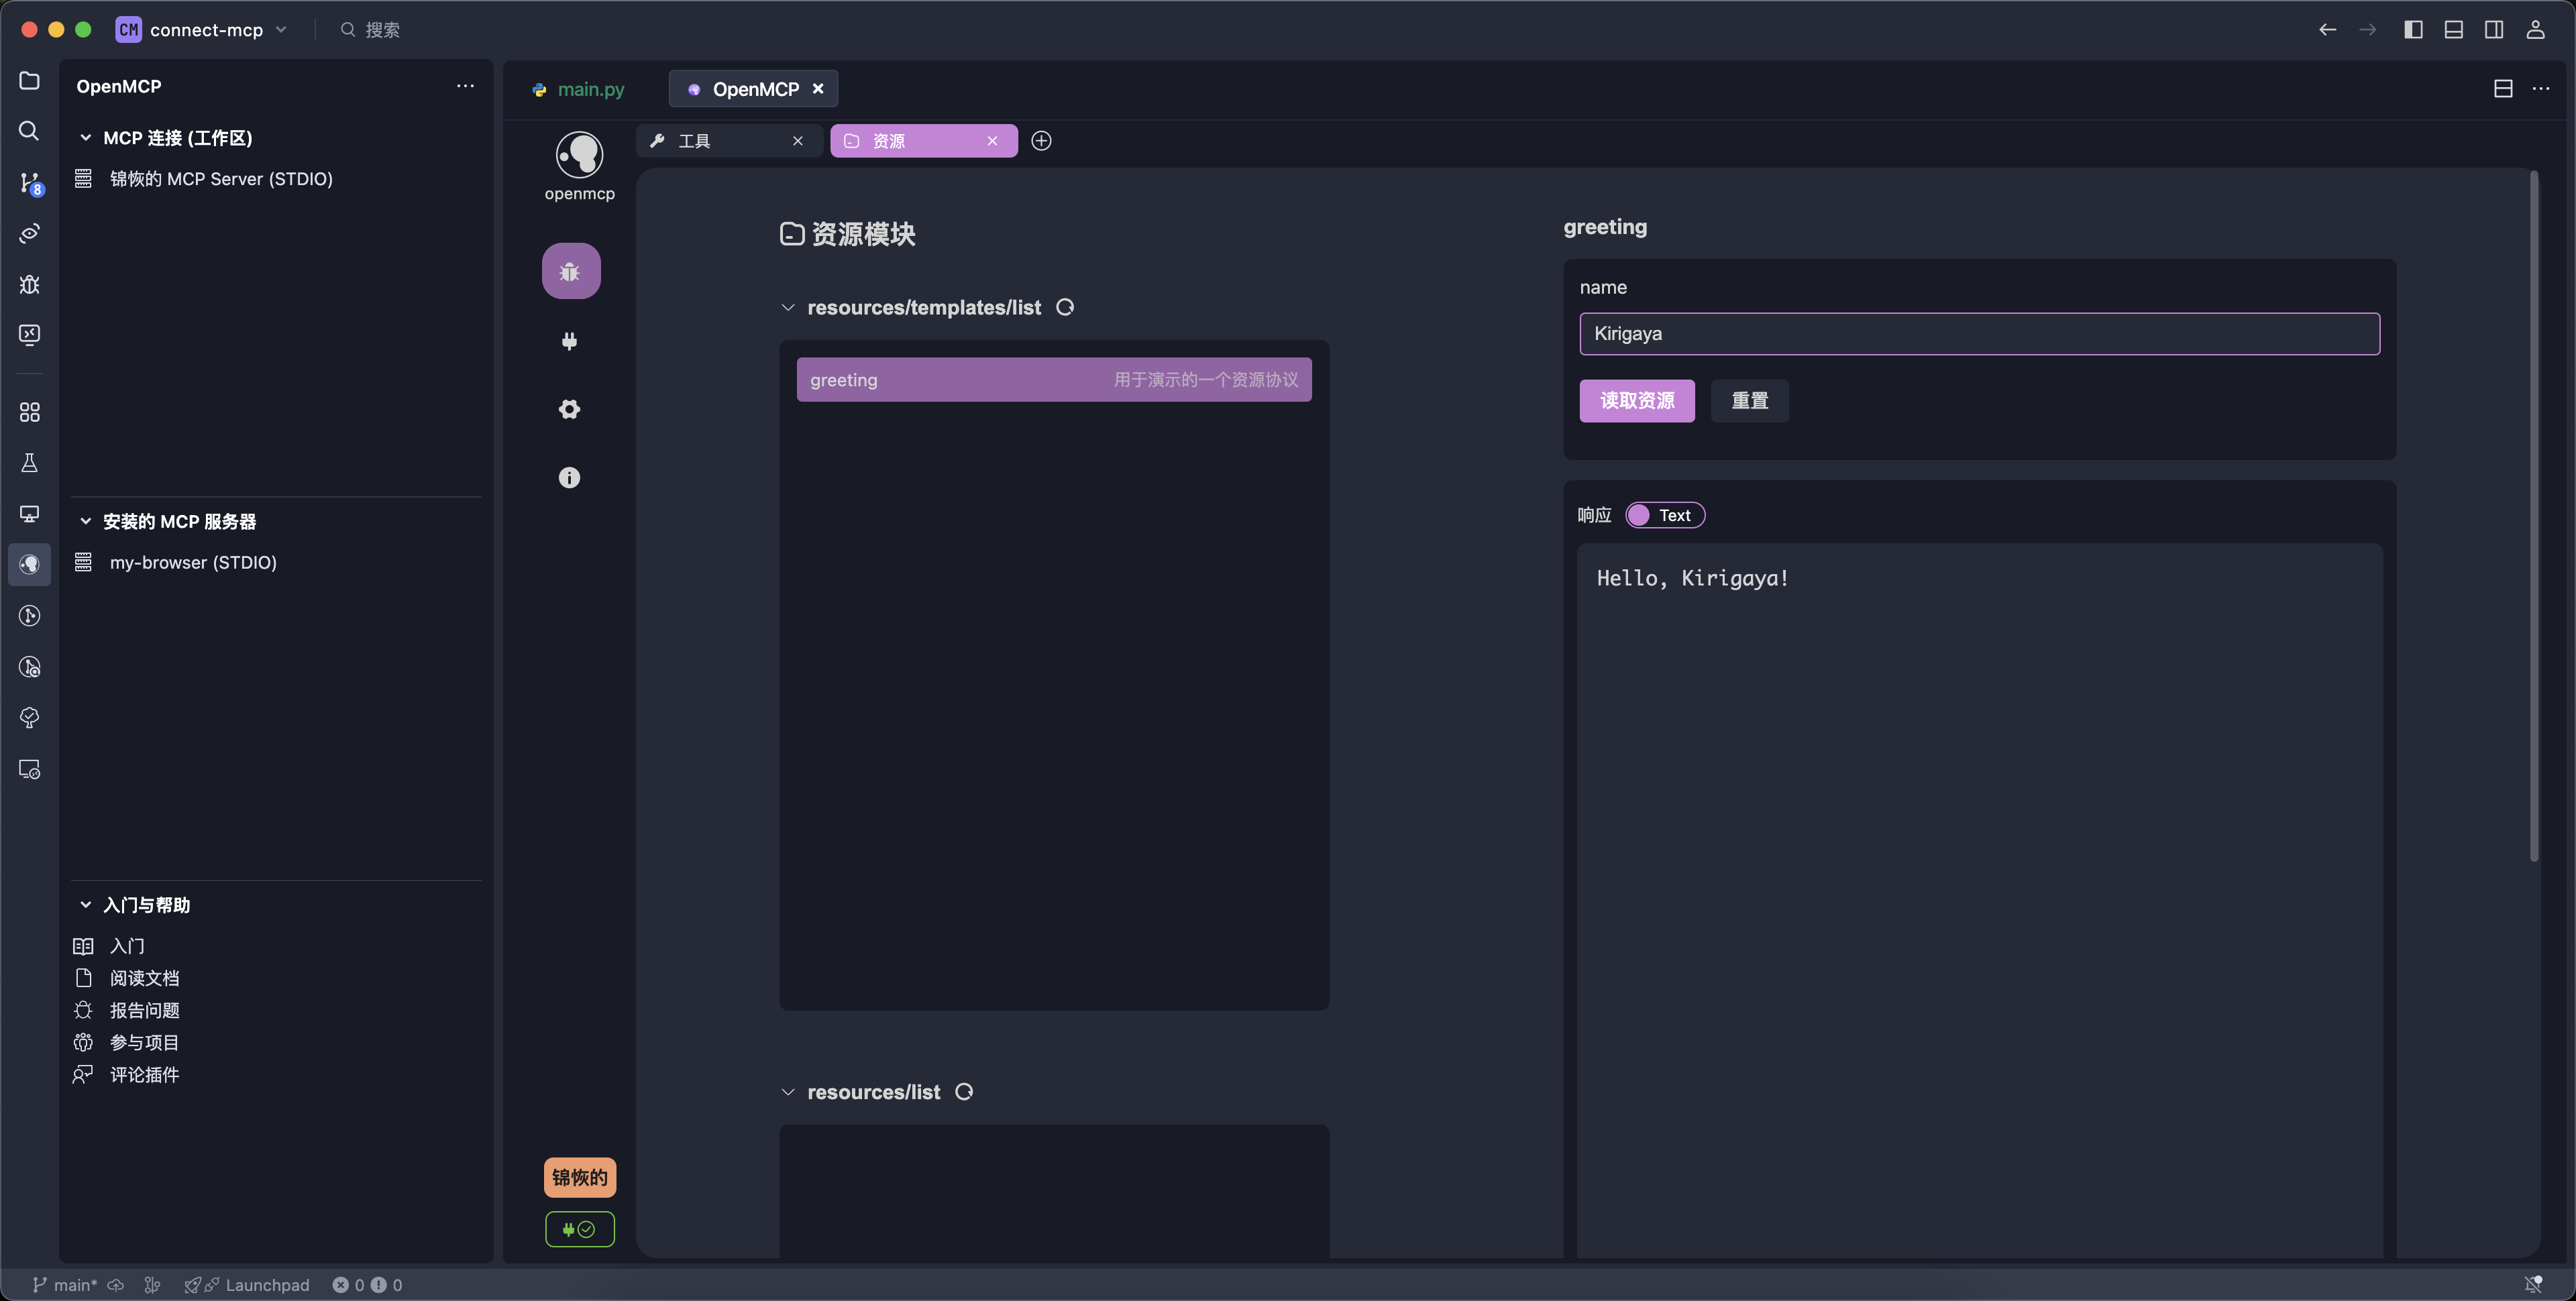 CM connect-mcp
搜索
OpenMCP
MCP 连接 (工作区)
锦恢的 MCP Server (STDIO)
8
安装的 MCP 服务器
my-browser (STDIO)
入门与帮助
入门
阅读文档
报告问题
参与项目
评论插件
main.py
OpenMCP
openmcp
工具
资源
资源模块
resources/templates/list
greeting
用于演示的一个资源协议
resources/list
greeting
name
Kirigaya
读取资源
重置
响应
Text
Hello, Kirigaya!
锦恢的
main*
Launchpad
0
0